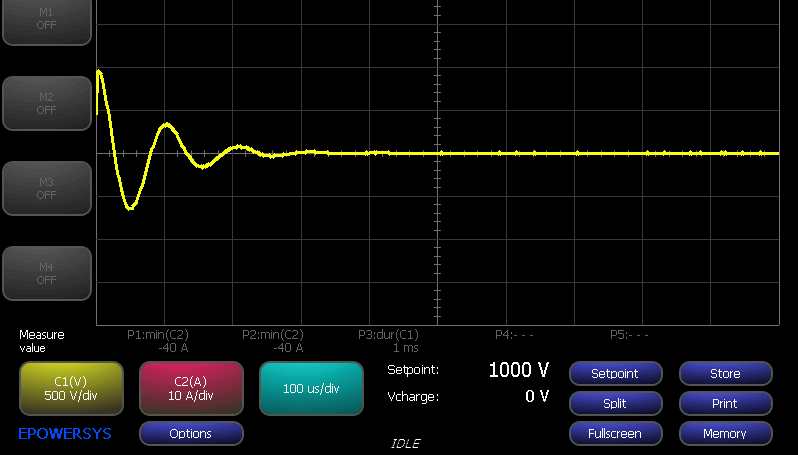 M1
OFF
M2
OFF
M3
OFF
M4
OFF
Measure
value
P1:min(C2)
-40 A
P2:min(C2)
-40 A
P3:dur(C1)
1 ms
P4:- - -
P5:- - -
C1(V)
500 V/div
C2(A)
10 A/div
100 us/div
Setpoint: 1000 V
Vcharge: 0 V
Setpoint
Store
Split
Print
Fullscreen
Memory
EPOWERSYS
Options
IDLE